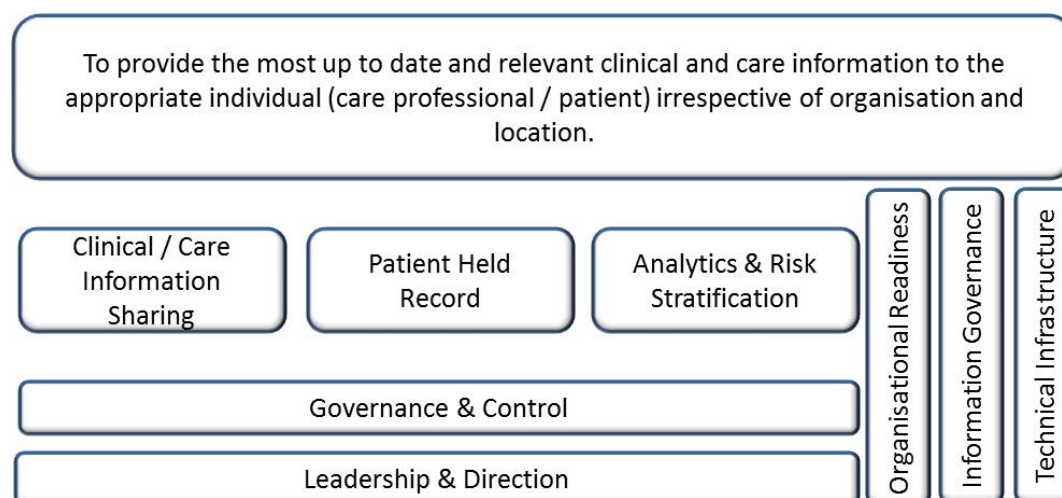 To provide the most up to date and relevant clinical and care information to the
appropriate individual (care professional / patient) irrespective of organisation and
location.
Clinical / Care
Information
Sharing
Patient Held
Record
Analytics & Risk
Stratification
Governance & Control
Leadership & Direction
Organisational Readiness
Information Governance
Technical Infrastructure